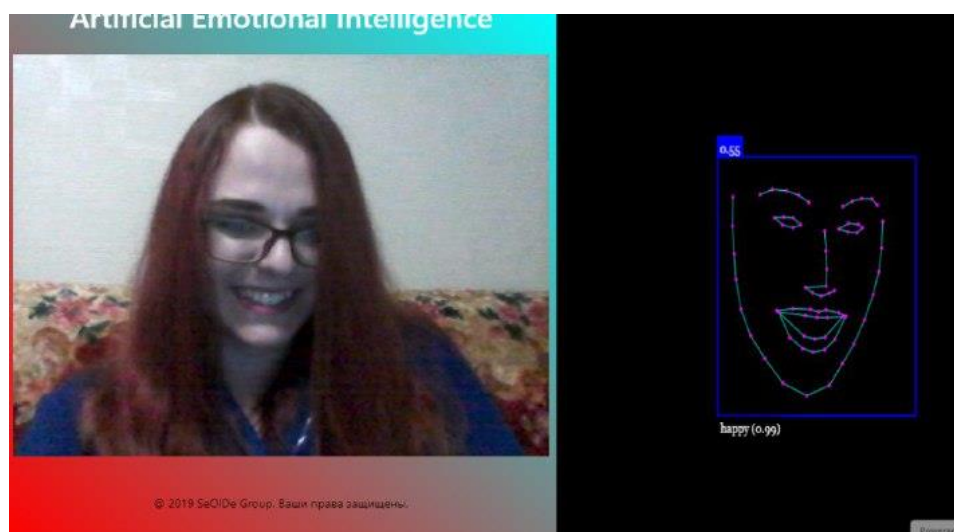 Artificial Emotional Intelligence
0.55
happy (0.99)
@ 2019 SeOlDe Group. Ваши права защищены.